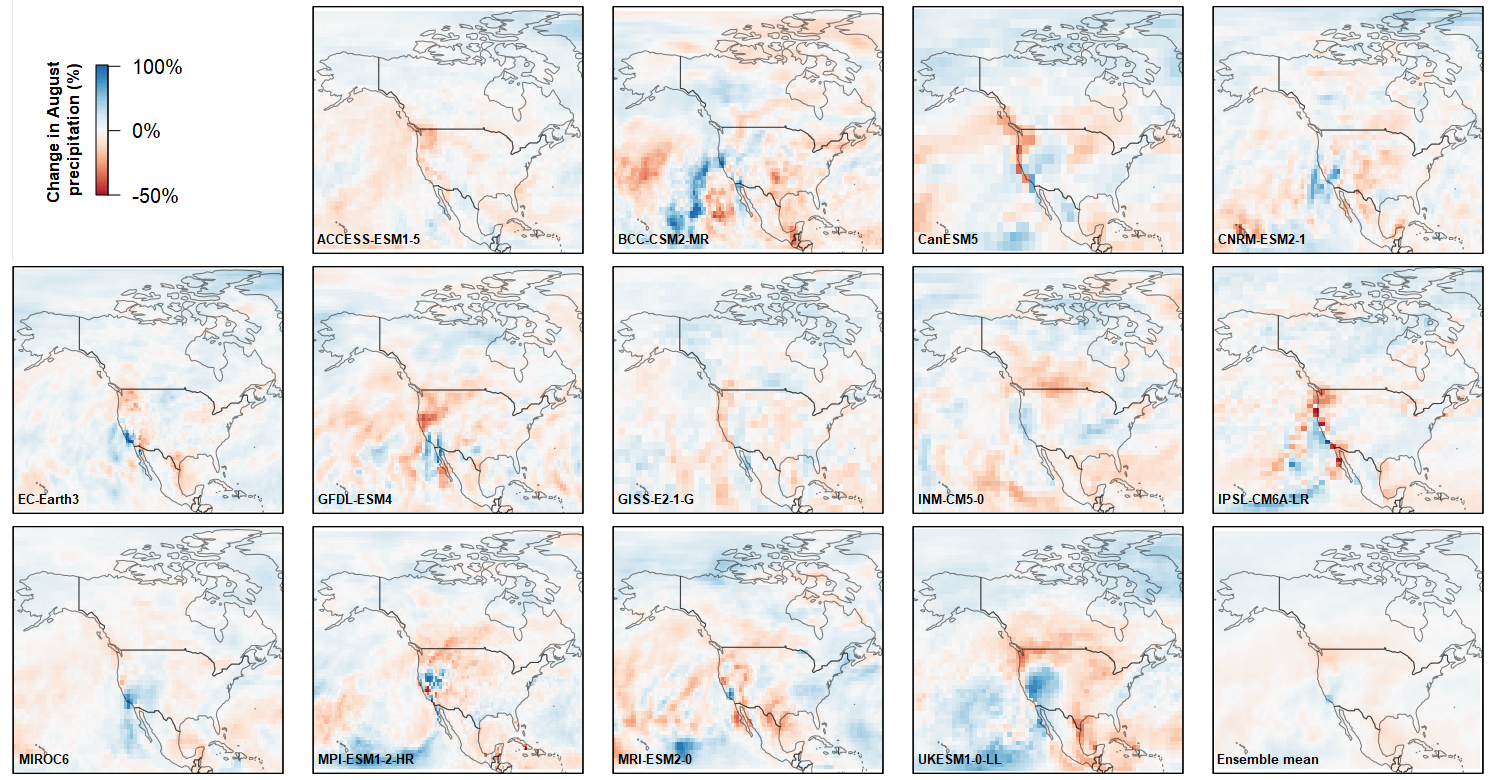 Change in August
precipitation (%)
100%
0%
-50%
ACCESS-ESM1-5
BCC-CSM2-MR
CanESM5
CNRM-ESM2-1
EC-Earth3
GFDL-ESM4
GISS-E2-1-G
INM-CM5-0
IPSL-CM6A-LR
MIROC6
MPI-ESM1-2-HR
MRI-ESM2-0
UKESM1-0-LL
Ensemble mean